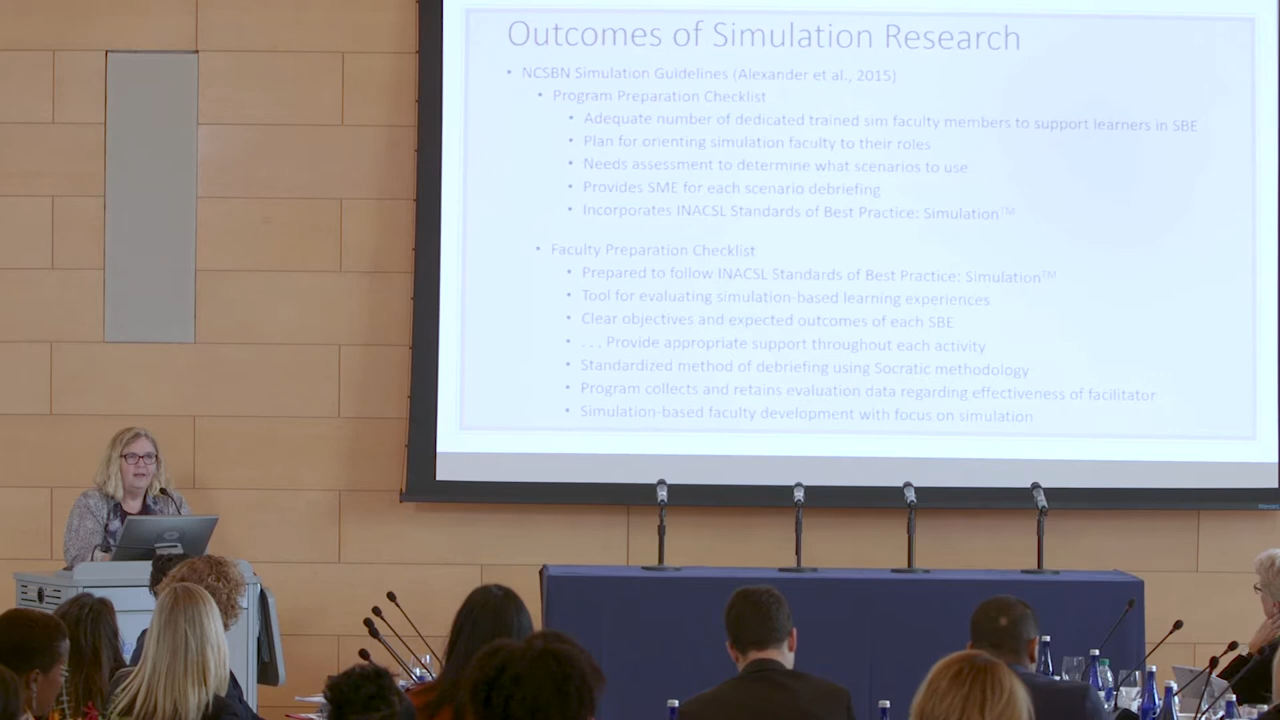 Outcomes of Simulation Research
• NCSBN Simulation Guidelines (Alexander et al., 2015)
• Program Preparation Checklist
• Adequate number of dedicated trained sim faculty members to support learners in SBE
• Plan for orienting simulation faculty to their roles
• Needs assessment to determine what scenarios to use
• Provides SME for each scenario debriefing
• Incorporates INACSL Standards of Best Practice: Simulation™
• Faculty Preparation Checklist
• Prepared to follow INACSL Standards of Best Practice: Simulation™
• Tool for evaluating simulation-based learning experiences
• Clear objectives and expected outcomes of each SBE
• . . . Provide appropriate support throughout each activity
• Standardized method of debriefing using Socratic methodology
• Program collects and retains evaluation data regarding effectiveness of facilitator
• Simulation-based faculty development with focus on simulation